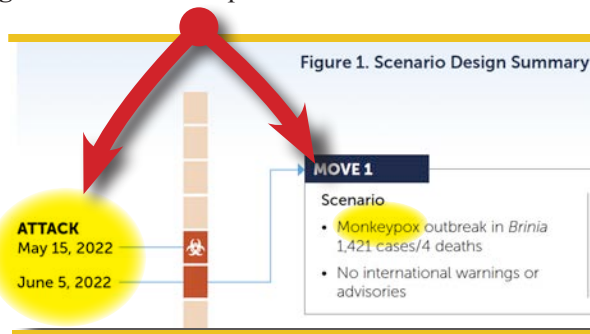 Figure 1. Scenario Design Summary
MOVE 1
Scenario
• Monkeypox outbreak in Brinia
1,421 cases/4 deaths
• No international warnings or
advisories
ATTACK
May 15, 2022
June 5, 2022